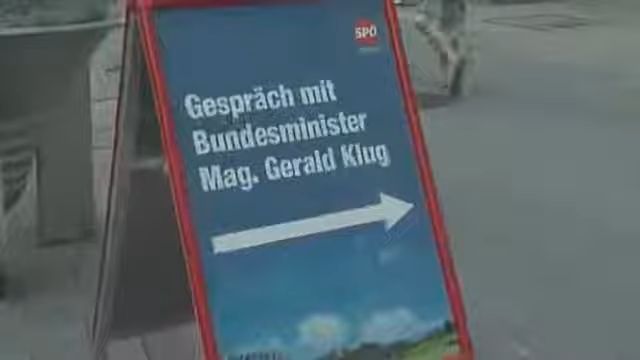 SPÖ
Gespräch mit
Bundesminister
Mag. Gerald Klug